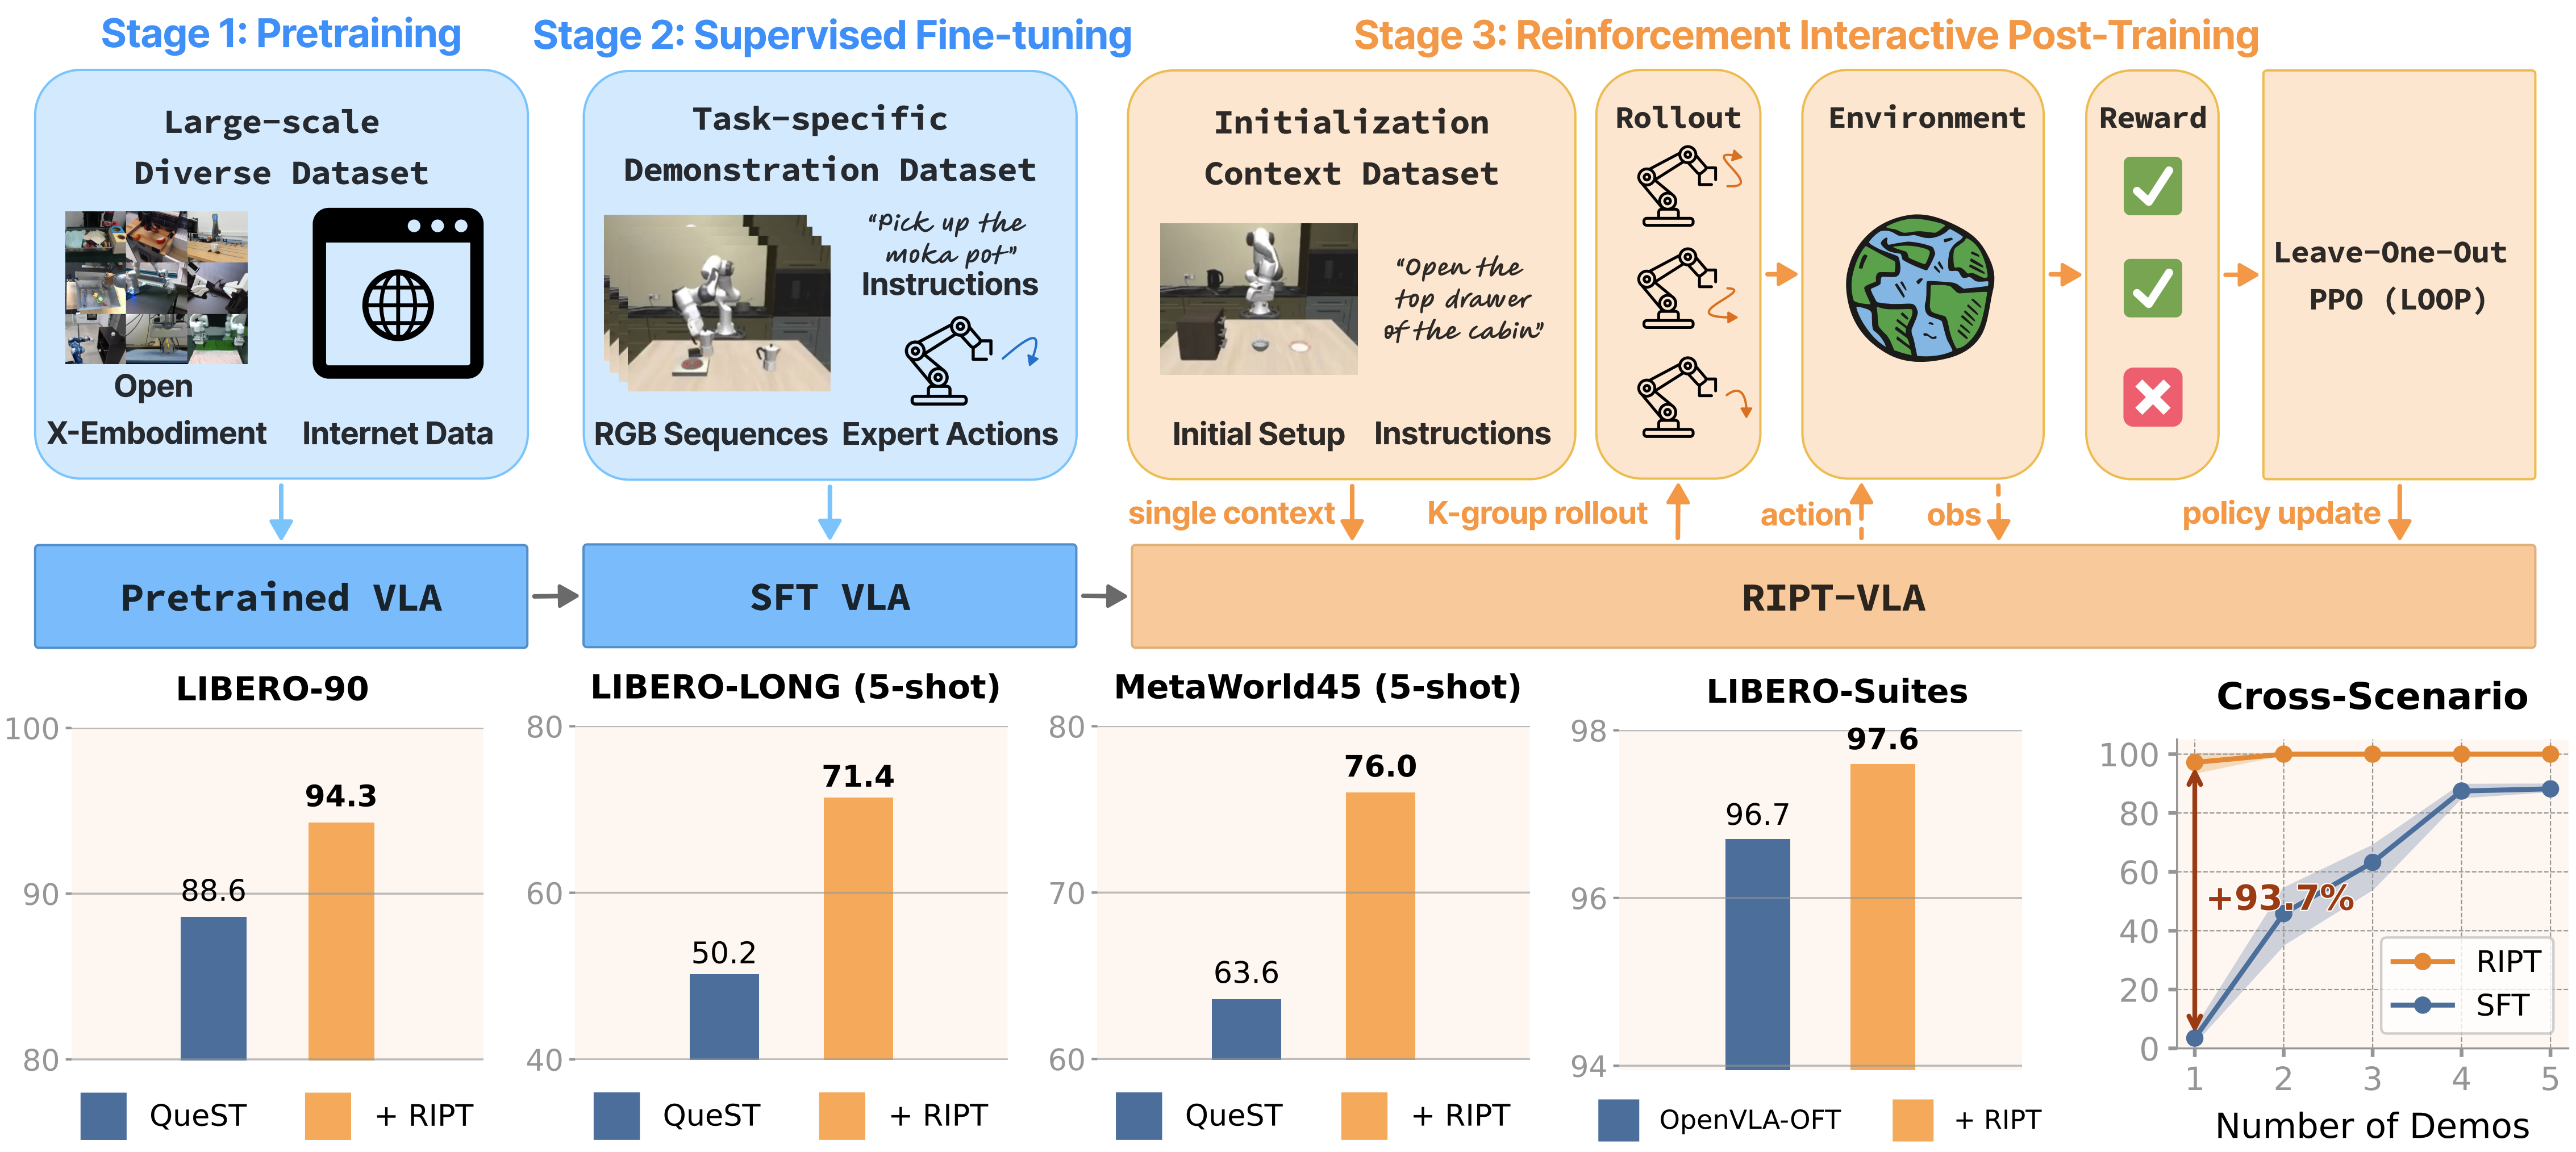 Stage 1: Pretraining
Stage 2: Supervised Fine-tuning
Stage 3: Reinforcement Interactive Post-Training
Large-scale
Diverse Dataset
Open
X-Embodiment
Internet Data
Task-specific
Demonstration Dataset
“Pick up the
moka pot”
Instructions
RGB Sequences
Expert Actions
Initialization
Context Dataset
“Open the
top drawer
of the cabin”
Initial Setup
Instructions
Rollout
Environment
Reward
Leave-One-Out
PPO (LOOP)
single context
K-group rollout
action
obs
policy update
Pretrained VLA
SFT VLA
RIPT-VLA
LIBERO-90
100
90
80
88.6
94.3
QueST
+ RIPT
LIBERO-LONG (5-shot)
80
60
40
50.2
71.4
QueST
+ RIPT
MetaWorld45 (5-shot)
80
70
60
63.6
76.0
QueST
+ RIPT
LIBERO-Suites
98
96
94
96.7
97.6
OpenVLA-OFT
+ RIPT
Cross-Scenario
100
80
60
40
20
0
+93.7%
RIPT
SFT
1 2 3 4 5
Number of Demos